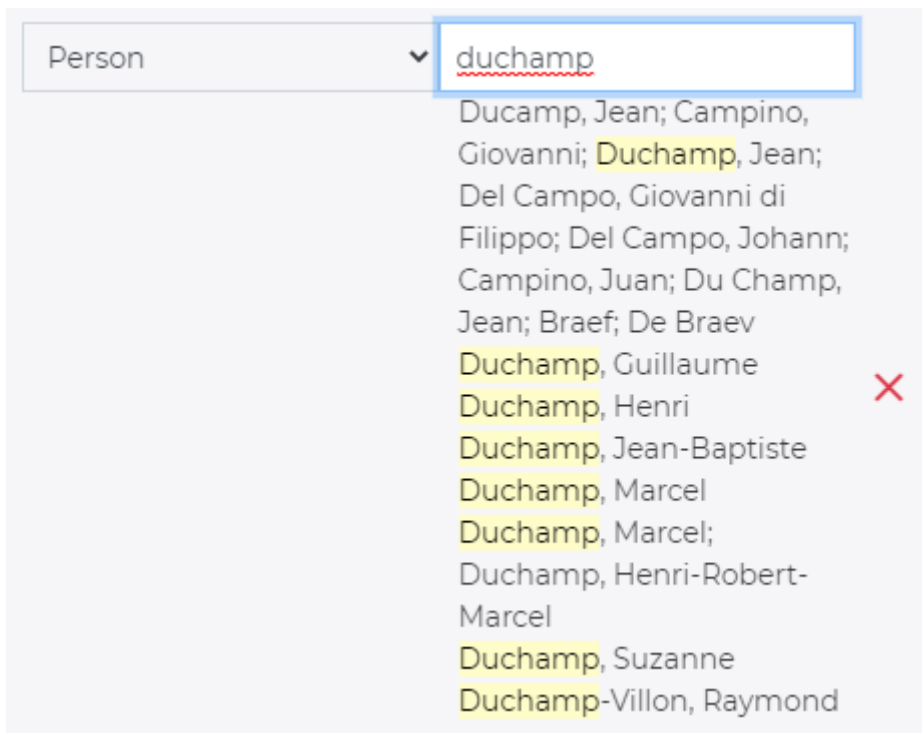 Person
duchamp
Ducamp, Jean; Campino,
Giovanni; Duchamp, Jean;
Del Campo, Giovanni di
Filippo; Del Campo, Johann;
Campino, Juan; Du Champ,
Jean; Braef; De Braev
Duchamp, Guillaume
Duchamp, Henri
Duchamp, Jean-Baptiste
Duchamp, Marcel
Duchamp, Marcel;
Duchamp, Henri-Robert-
Marcel
Duchamp, Suzanne
Duchamp-Villon, Raymond